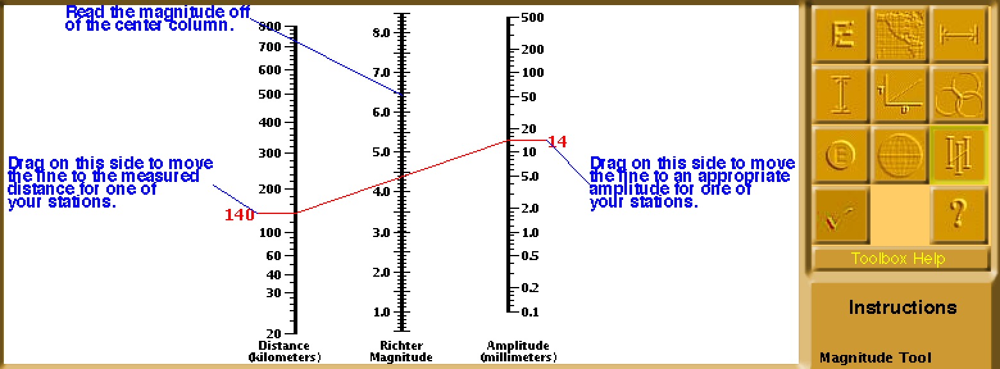 Read the magnitude off
of the center column.
900
700
600
500
400
300
200
100
60
40
30
20
Distance
(kilometers)
8.0
7.0
6.0
5.0
4.0
3.0
2.0
1.0
Richter
Magnitude
500
200
100
50
20
10
5.0
2.0
1.0
0.5
0.2
0.1
Amplitude
(millimeters)
Drag on this side to move
the line to the measured
distance for one of
your stations.
140
14
Drag on this side to move
the line to an appropriate
amplitude for one of
your stations.
E
T
D
E
?
Toolbox Help
Instructions
Magnitude Tool